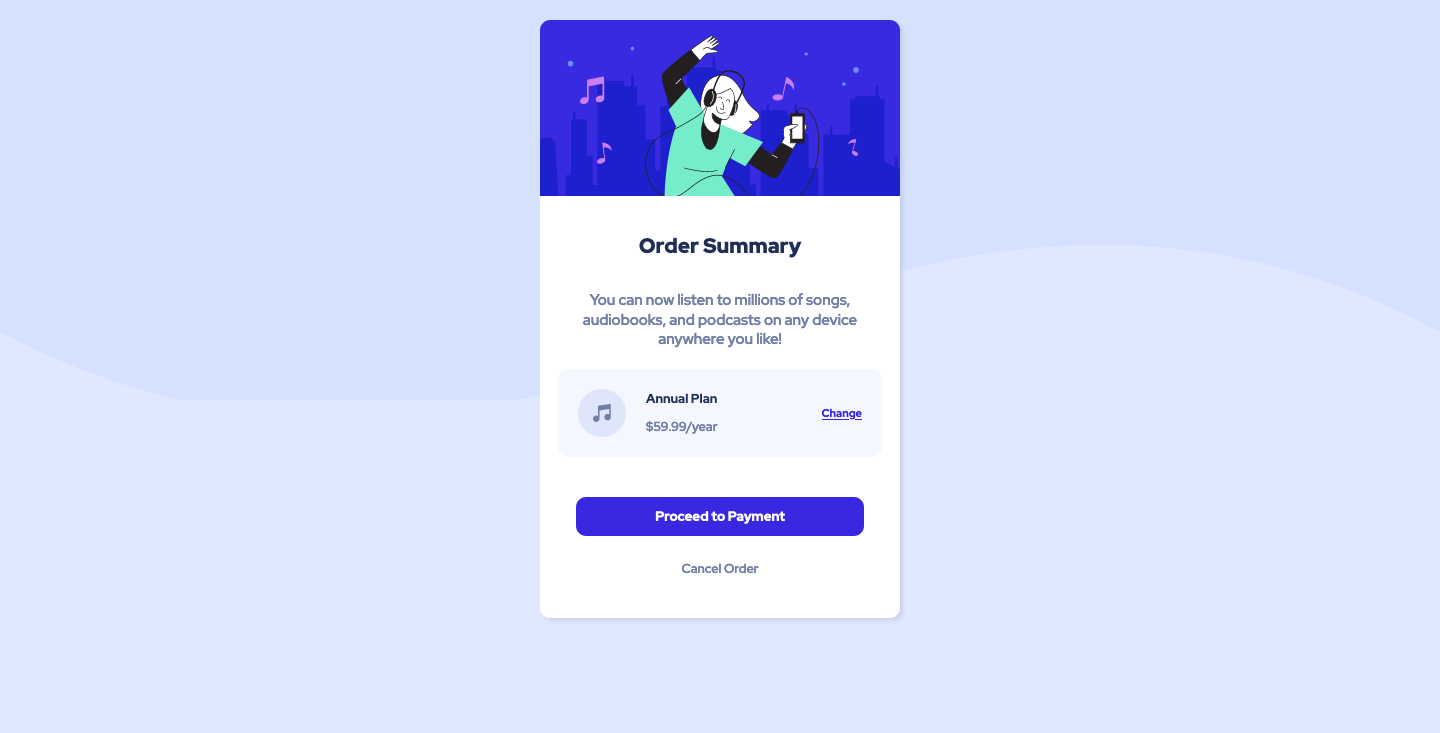 Order Summary
You can now listen to millions of songs,
audiobooks, and podcasts on any device
anywhere you like!
Annual Plan
$59.99/year
Change
Proceed to Payment
Cancel Order